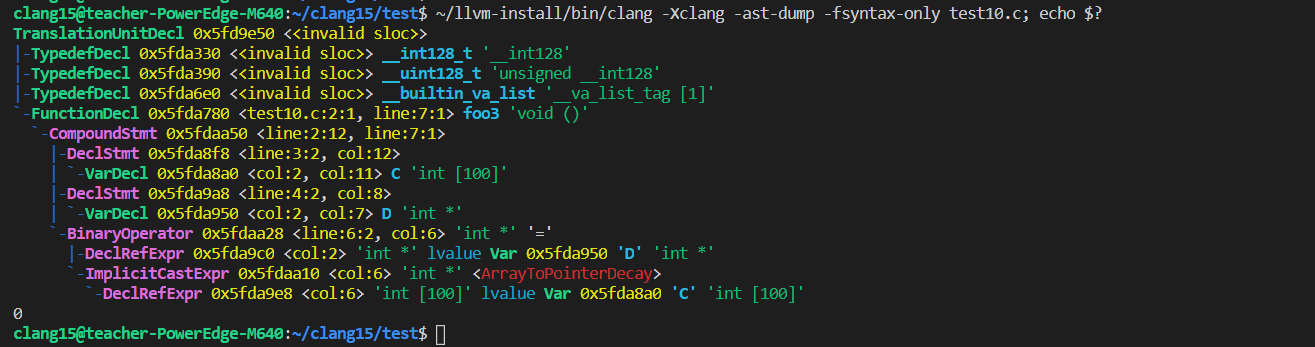 clang15@teacher-PowerEdge-M640:~/clang15/test$ ~/llvm-install/bin/clang -Xclang -ast-dump -fsyntax-only test10.c; echo $?
TranslationUnitDecl 0x5fd9e50 <<invalid sloc>> <invalid sloc>
|-TypedefDecl 0x5fda330 <<invalid sloc>> __int128_t '__int128'
|-TypedefDecl 0x5fda390 <<invalid sloc>> __uint128_t 'unsigned __int128'
|-TypedefDecl 0x5fda6e0 <<invalid sloc>> __builtin_va_list '__va_list_tag [1]'
`-FunctionDecl 0x5fda780 <test10.c:2:1, line:7:1> foo3 'void ()'
  `-CompoundStmt 0x5fdaa50 <line:2:12, line:7:1>
    |-DeclStmt 0x5fda8f8 <line:3:2, col:12>
    | `-VarDecl 0x5fda8a0 <col:2, col:11> C 'int [100]'
    |-DeclStmt 0x5fda9a8 <line:4:2, col:8>
    | `-VarDecl 0x5fda950 <col:2, col:7> D 'int *'
    `-BinaryOperator 0x5fdaa28 <line:6:2, col:6> 'int *' '='
      |-DeclRefExpr 0x5fda9c0 <col:2> 'int *' lvalue Var 0x5fda950 'D' 'int *'
      `-ImplicitCastExpr 0x5fdaa10 <col:6> 'int *' <ArrayToPointerDecay>
        `-DeclRefExpr 0x5fda9e8 <col:6> 'int [100]' lvalue Var 0x5fda8a0 'C' 'int [100]'
0
clang15@teacher-PowerEdge-M640:~/clang15/test$